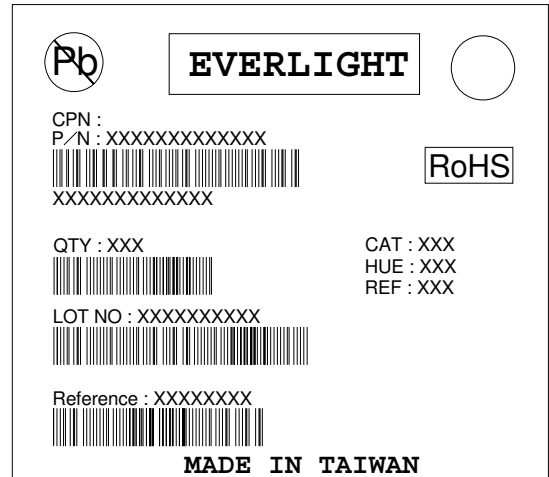 Pb
EVERLIGHT
CPN :
P/N : XXXXXXXXXXXXX
RoHS
XXXXXXXXXXXXX
QTY : XXX
CAT : XXX
HUE : XXX
REF : XXX
LOT NO : XXXXXXXXXX
Reference : XXXXXXXX
MADE IN TAIWAN